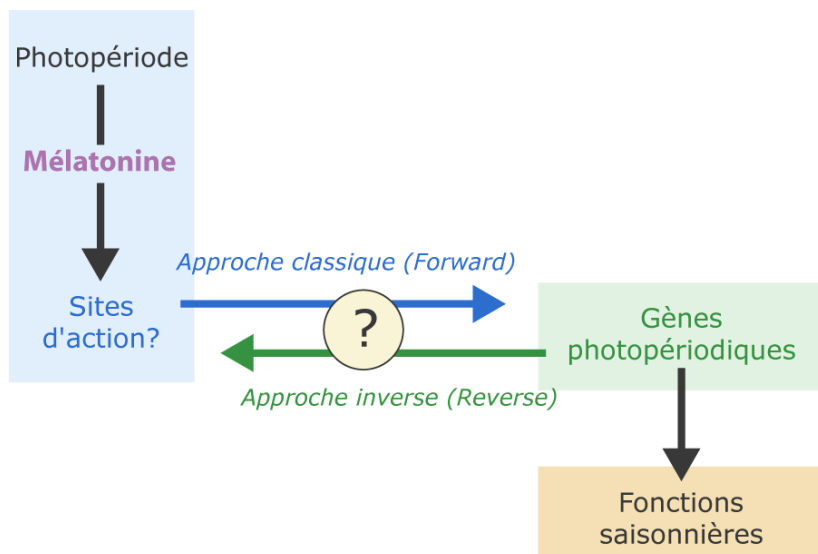 Photopériode
Mélatonine
Sites
d'action?
Approche classique (Forward)
?
Approche inverse (Reverse)
Gènes
photopériodiques
Fonctions
saisonnières